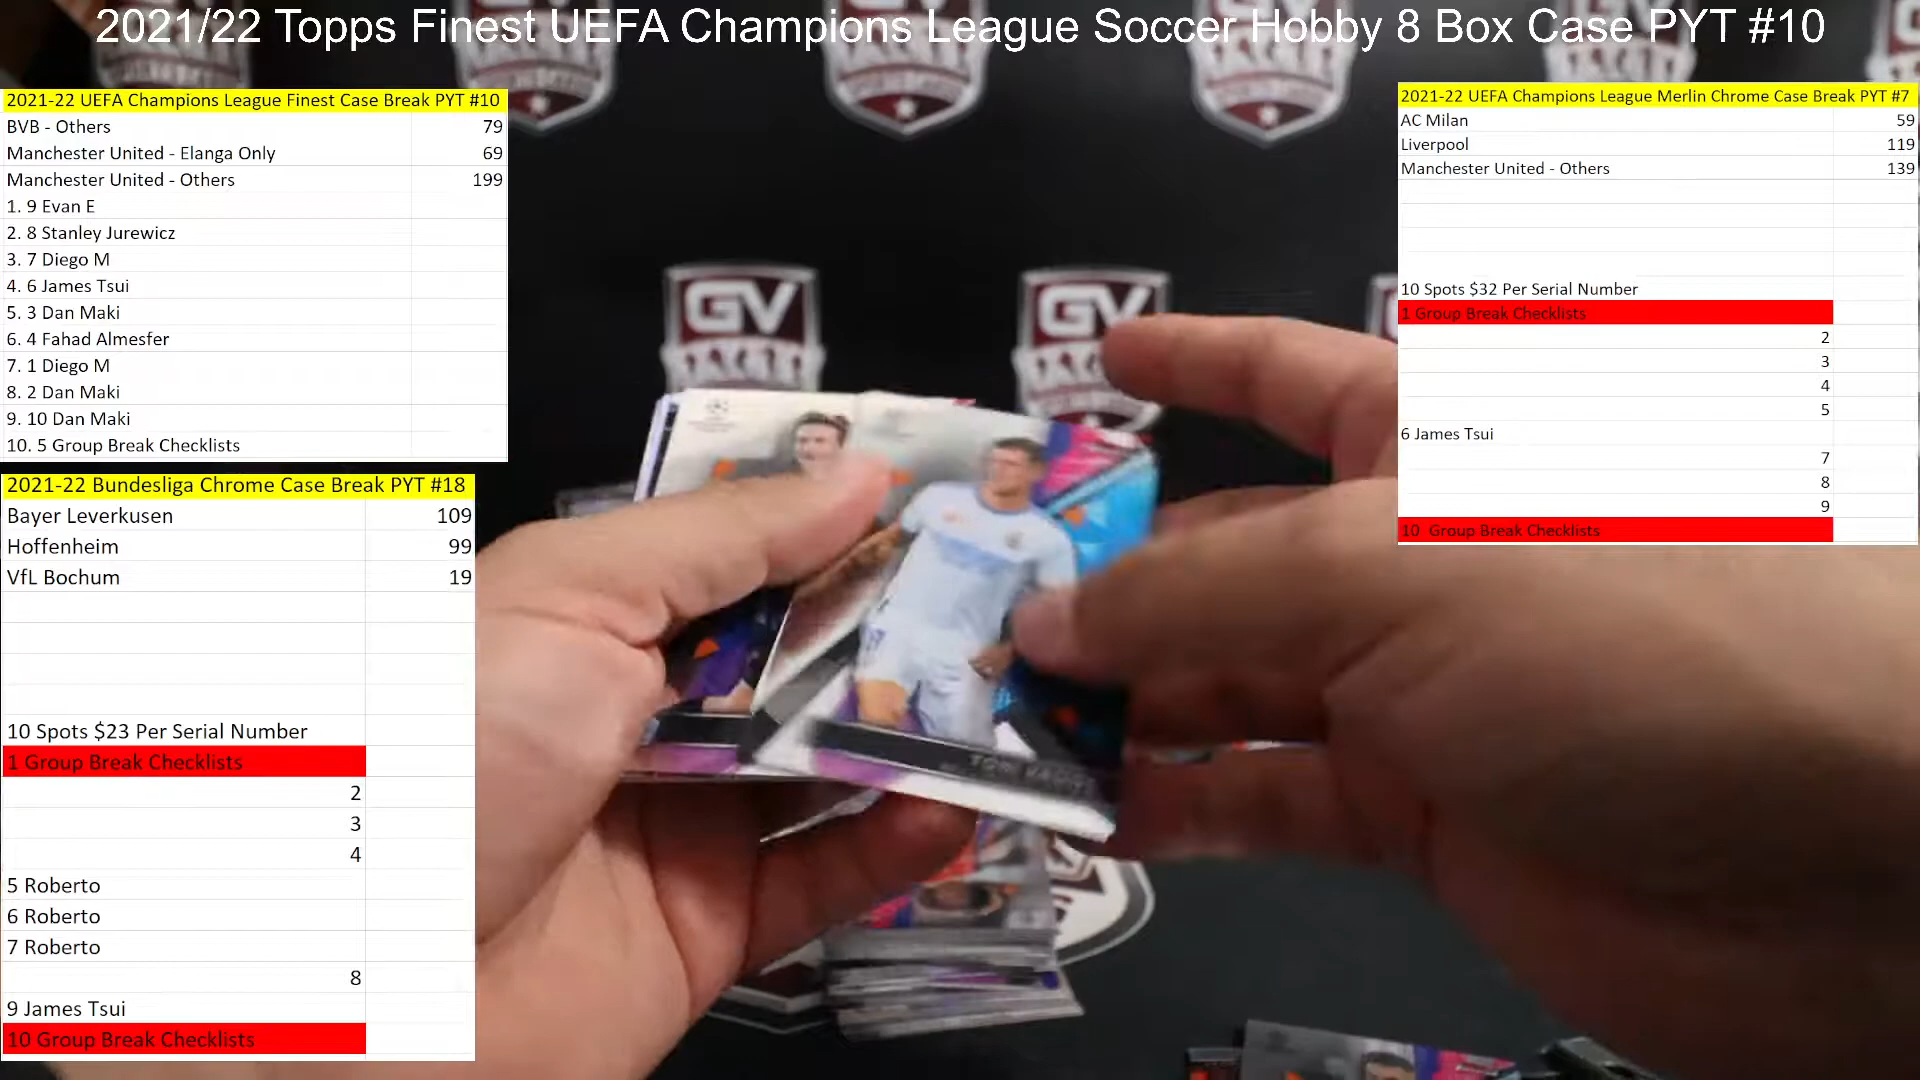 2021/22 Topps Finest UEFA Champions League Soccer Hobby 8 Box Case PYT #10
2021-22 UEFA Champions League Finest Case Break PYT #10
BVB - Others 79
Manchester United - Elanga Only 69
Manchester United - Others 199
1. 9 Evan E
2. 8 Stanley Jurewicz
3. 7 Diego M
4. 6 James Tsui
5. 3 Dan Maki
6. 4 Fahad Almesfer
7. 1 Diego M
8. 2 Dan Maki
9. 10 Dan Maki
10. 5 Group Break Checklists
2021-22 Bundesliga Chrome Case Break PYT #18
Bayer Leverkusen 109
Hoffenheim 99
VfL Bochum 19
10 Spots $23 Per Serial Number
1 Group Break Checklists
2
3
4
5 Roberto
6 Roberto
7 Roberto
8
9 James Tsui
10 Group Break Checklists
2021-22 UEFA Champions League Merlin Chrome Case Break PYT #7
AC Milan 59
Liverpool 119
Manchester United - Others 139
10 Spots $32 Per Serial Number
1 Group Break Checklists
2
3
4
5
6 James Tsui
7
8
9
10 Group Break Checklists
GV
GV